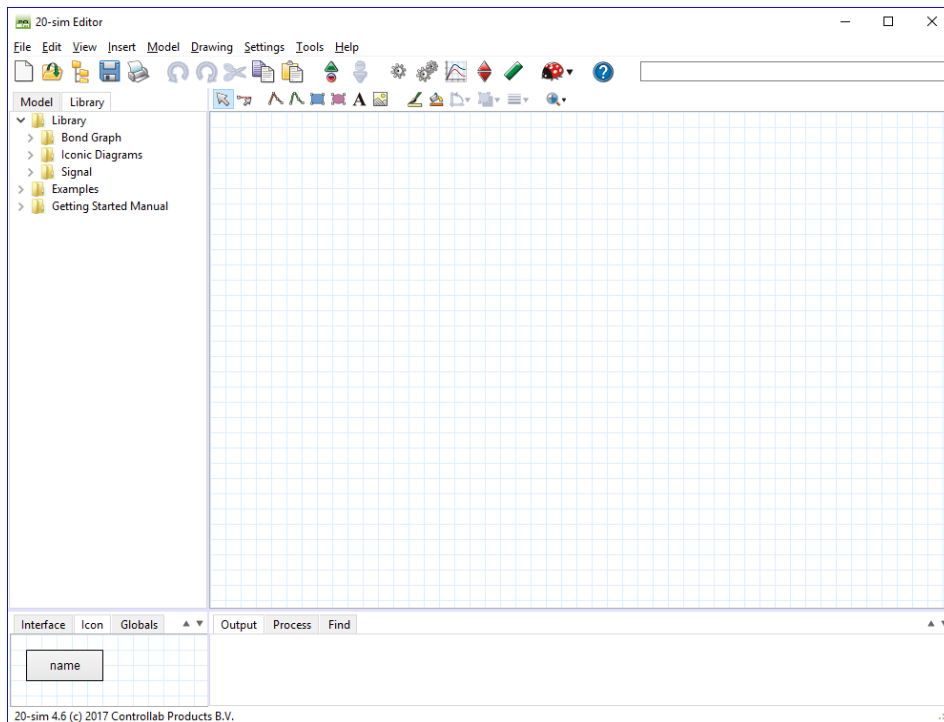 20-sim Editor
File Edit View Insert Model Drawing Settings Tools Help
Model Library
A
Library
Bond Graph
Iconic Diagrams
Signal
Examples
Getting Started Manual
Interface Icon Globals
Output Process Find
name
20-sim 4.6 (c) 2017 Controllab Products B.V.